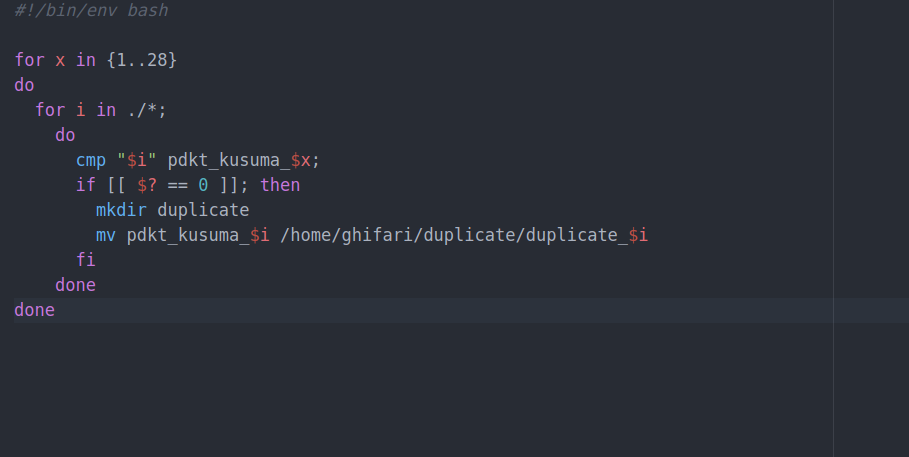 #!/bin/env bash

for x in {1..28}
do
  for i in ./*;
    do
      cmp "$i" pdkt_kusuma_$x;
      if [[ $? == 0 ]]; then
        mkdir duplicate
        mv pdkt_kusuma_$i /home/ghifari/duplicate/duplicate_$i
      fi
    done
done